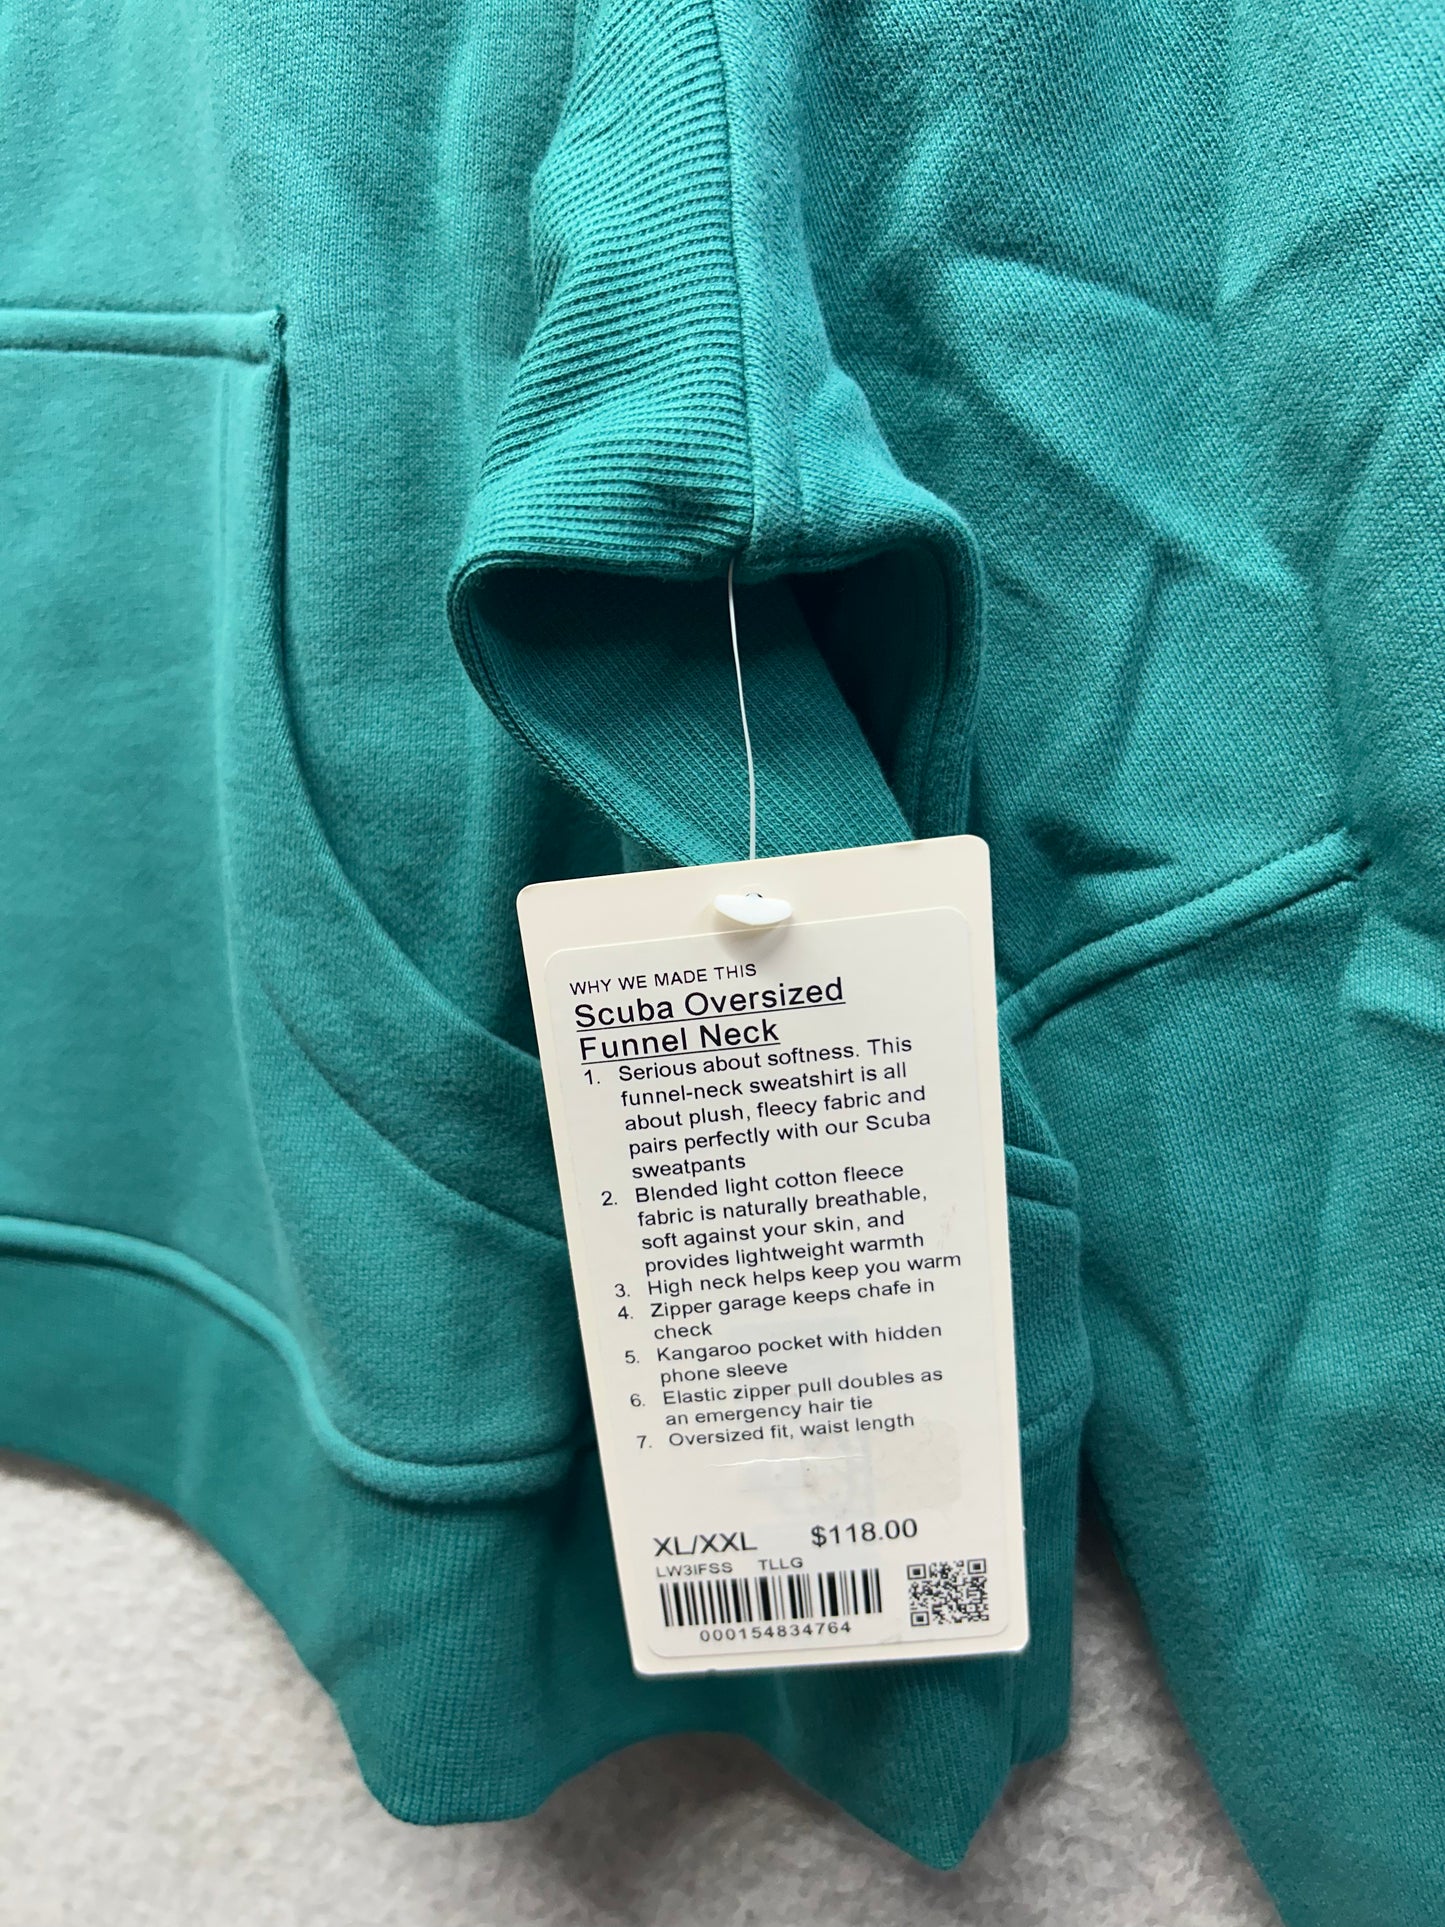 WHY WE MADE THIS
Scuba Oversized
Funnel Neck
1. Serious about softness. This
funnel-neck sweatshirt is all
about plush, fleecy fabric and
pairs perfectly with our Scuba
sweatpants
2. Blended light cotton fleece
fabric is naturally breathable,
soft against your skin, and
provides lightweight warmth
3. High neck helps keep you warm
4. Zipper garage keeps chafe in
check
5. Kangaroo pocket with hidden
phone sleeve
6. Elastic zipper pull doubles as
an emergency hair tie
7. Oversized fit, waist length
XL/XXL $118.00
LW3IFSS TLLG
000154834764